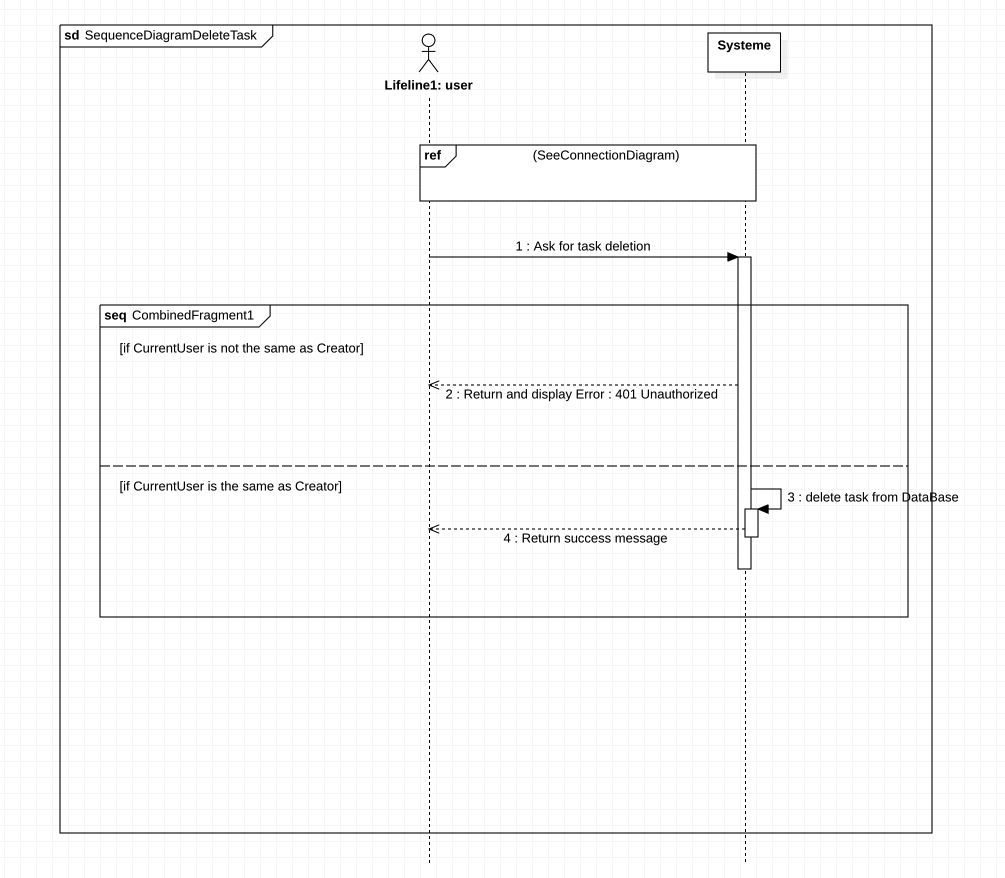 sd SequenceDiagramDeleteTask
Systeme
Lifeline1: user
ref (SeeConnectionDiagram)
1 : Ask for task deletion
seq CombinedFragment1
[if CurrentUser is not the same as Creator]
2 : Return and display Error : 401 Unauthorized
[if CurrentUser is the same as Creator]
3 : delete task from DataBase
4 : Return success message